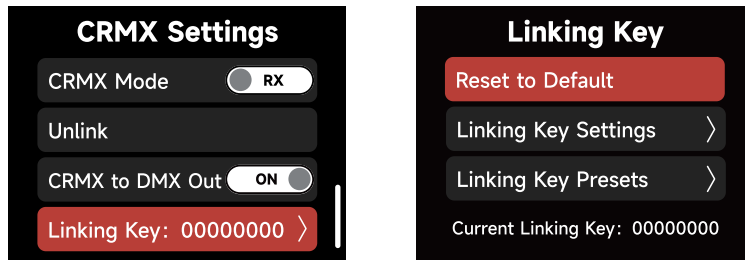 CRMX Settings
CRMX Mode RX
Unlink
CRMX to DMX Out ON
Linking Key: 00000000
Linking Key
Reset to Default
Linking Key Settings
Linking Key Presets
Current Linking Key: 00000000